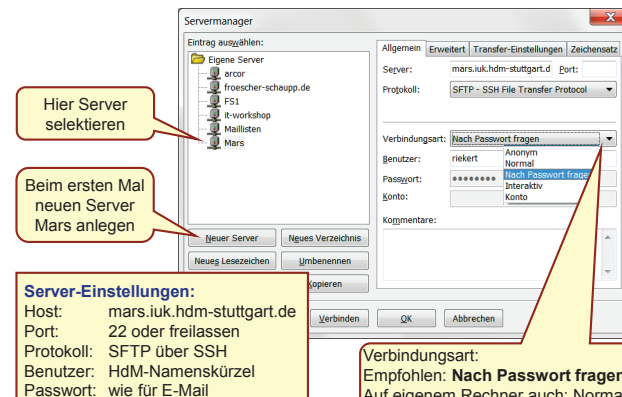 Servermanager
Eintrag auswählen:
Eigene Server
arcor
froescher-schaupp.de
FS1
it-workshop
Maillisten
Mars
Neuer Server
Neues Verzeichnis
Neues Lesezeichen
Umbenennen
Kopieren
Verbinden
OK
Abbrechen
Allgemein
Erweitert
Transfer-Einstellungen
Zeichensatz
Server:
mars.iuk.hdm-stuttgart.d
Port:
Protokoll:
SFTP - SSH File Transfer Protocol
Verbindungsart:
Nach Passwort fragen
Anonym
Normal
Nach Passwort fragen
Interaktiv
Konto
Benutzer:
riekert
Passwort:
Konto:
Kommentare:
Hier Server
selektieren
Beim ersten Mal
neuen Server
Mars anlegen
Server-Einstellungen:
Host: mars.iuk.hdm-stuttgart.de
Port: 22 oder freilassen
Protokoll: SFTP über SSH
Benutzer: HdM-Namenskürzel
Passwort: wie für E-Mail
Verbindungsart:
Empfohlen: Nach Passwort fragen
Auf eigenem Rechner auch: Normal